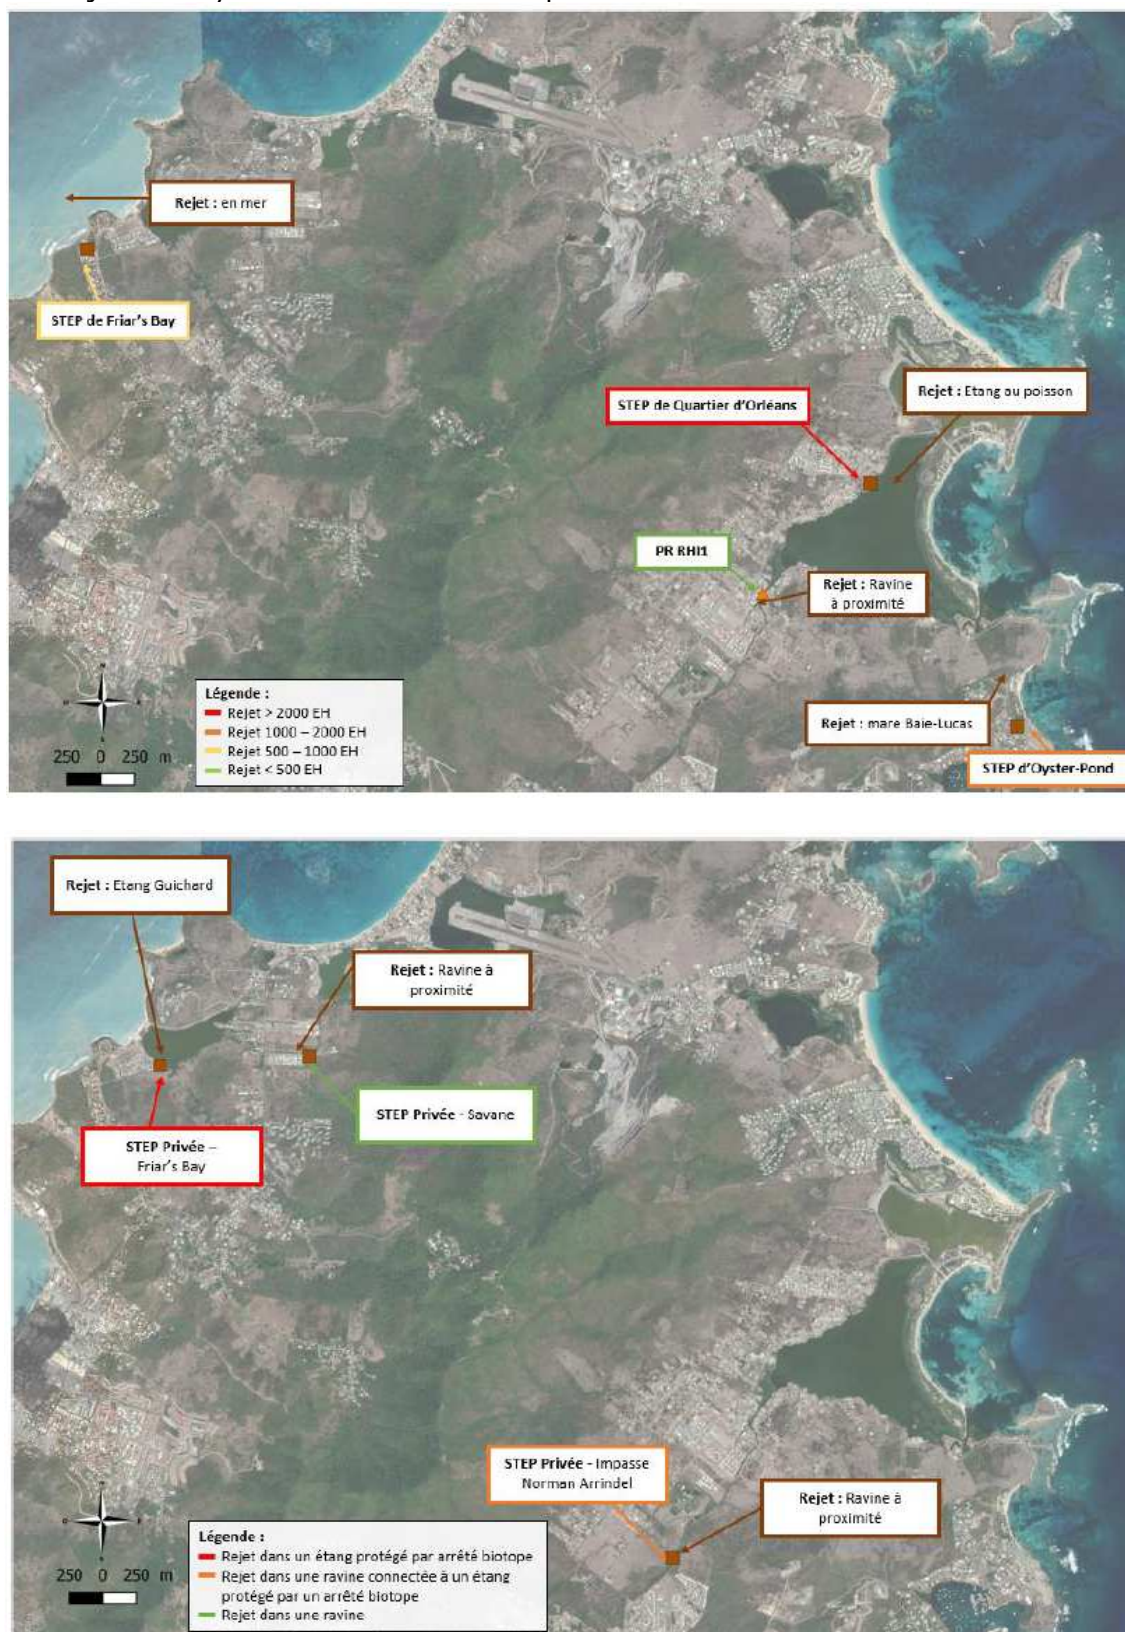 Rejet : en mer
STEP de Friar's Bay
STEP de Quartier d'Orléans
Rejet : Etang au poisson
PR RHI1
Rejet : Ravine
à proximité
Rejet : mare Baie-Lucas
STEP d'Oyster-Pond
N
Légende :
Rejet > 2000 EH
Rejet 1000 – 2000 EH
Rejet 500 – 1000 EH
Rejet < 500 EH
250 0 250 m
Rejet : Etang Guichard
Rejet : Ravine à
proximité
STEP Privée - Savane
STEP Privée –
Friar's Bay
STEP Privée - Impasse
Norman Arrindel
Rejet : Ravine à
proximité
Légende :
Rejet dans un étang protégé par arrêté biotope
Rejet dans une ravine connectée à un étang
protégé par un arrêté biotope
Rejet dans une ravine
250 0 250 m